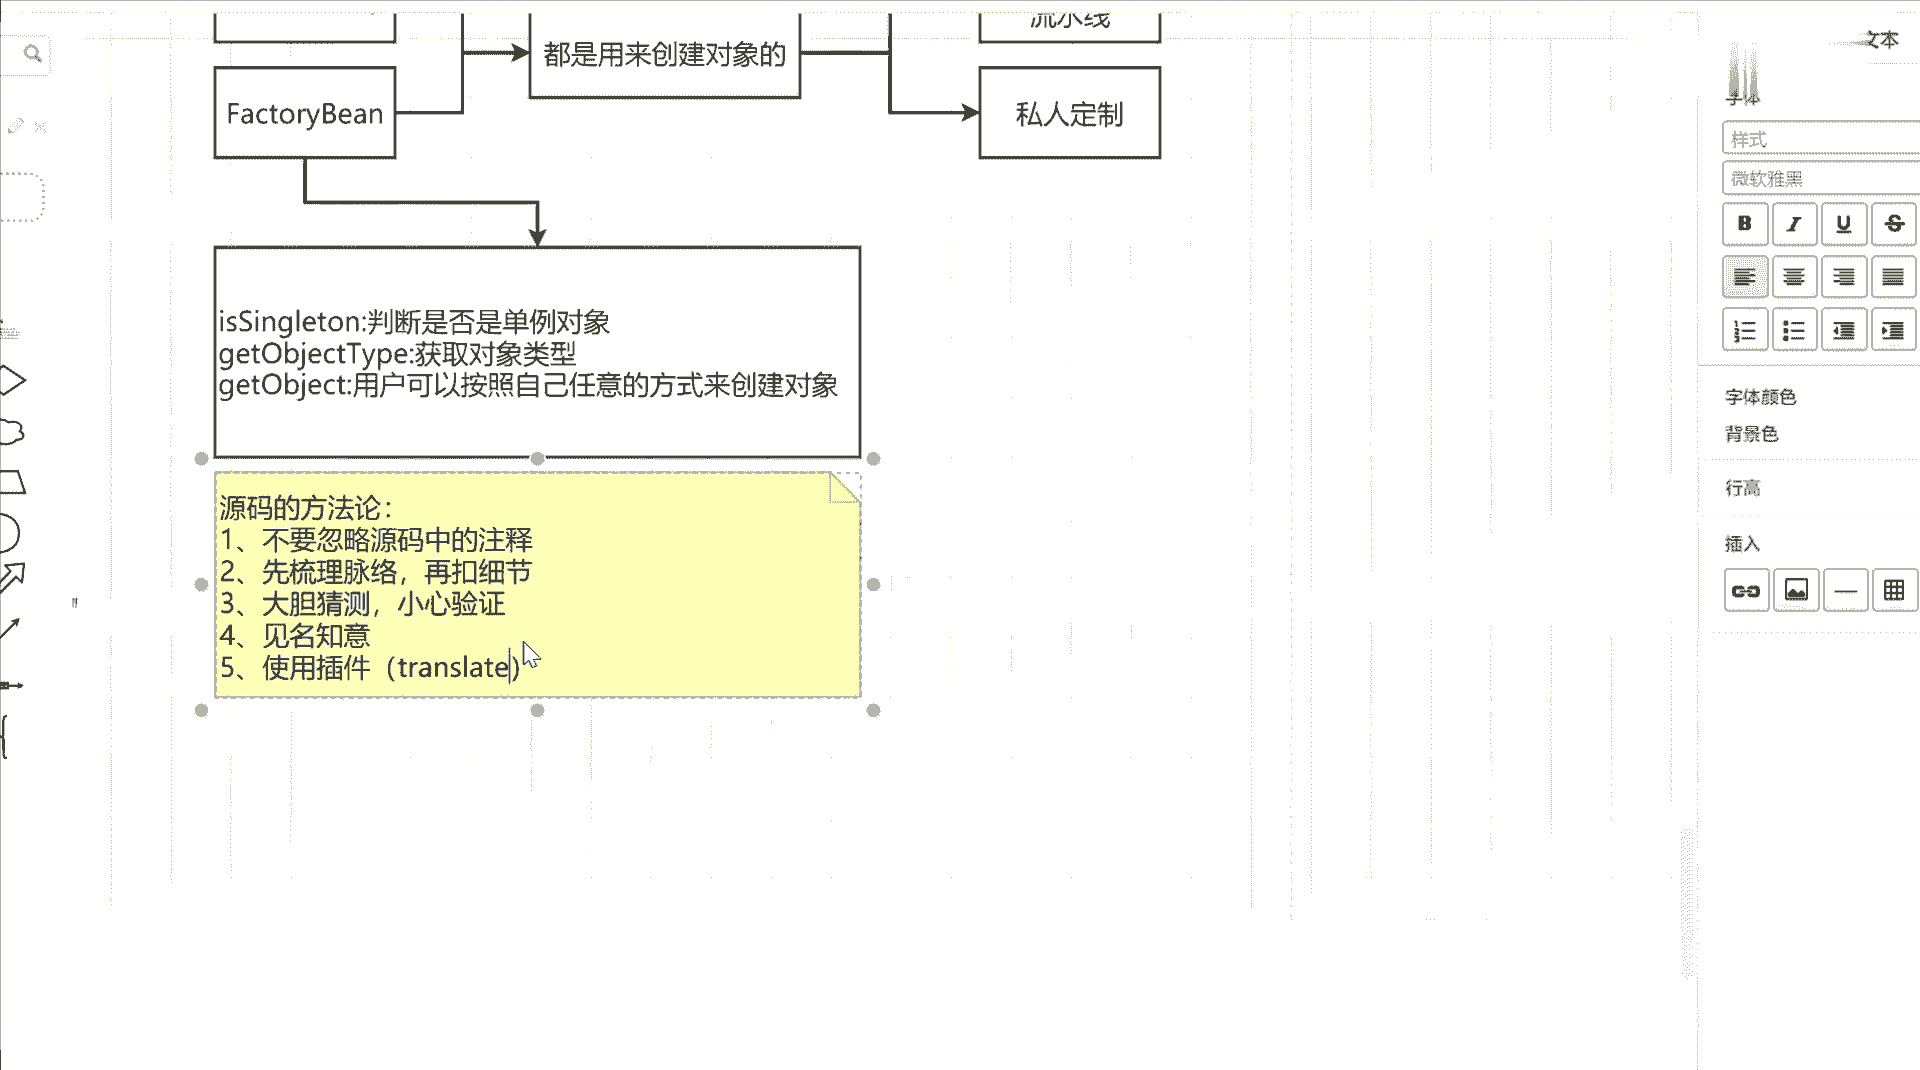 流水线
都是用来创建对象的
FactoryBean
私人定制
isSingleton:判断是否是单例对象
getObjectType:获取对象类型
getObject:用户可以按照自己任意的方式来创建对象
源码的方法论：
1、不要忽略源码中的注释
2、先梳理脉络，再扣细节
3、大胆猜测，小心验证
4、见名知意
5、使用插件（translate）
文本
字体
样式
微软雅黑
B
I
U
S
字体颜色
背景色
行高
插入